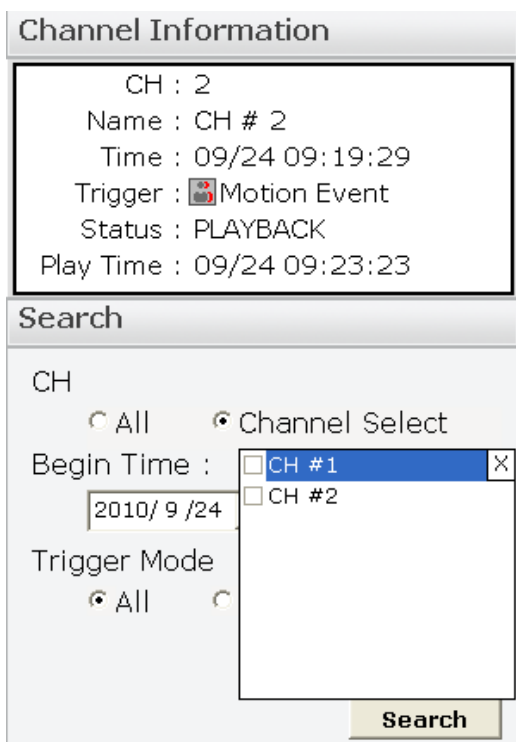 Channel Information
CH : 2
Name : CH # 2
Time : 09/24 09:19:29
Trigger : Motion Event
Status : PLAYBACK
Play Time : 09/24 09:23:23
Search
CH
All Channel Select
Begin Time :
CH #1 X
2010/ 9 /24
CH #2
Trigger Mode
All
Search